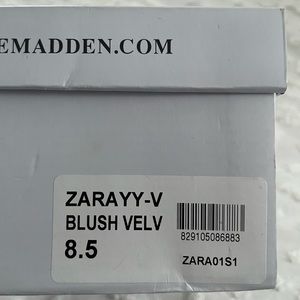 EMADDEN.COM
ZARAYY-V
BLUSH VELV
8.5
829105086883
ZARA01S1